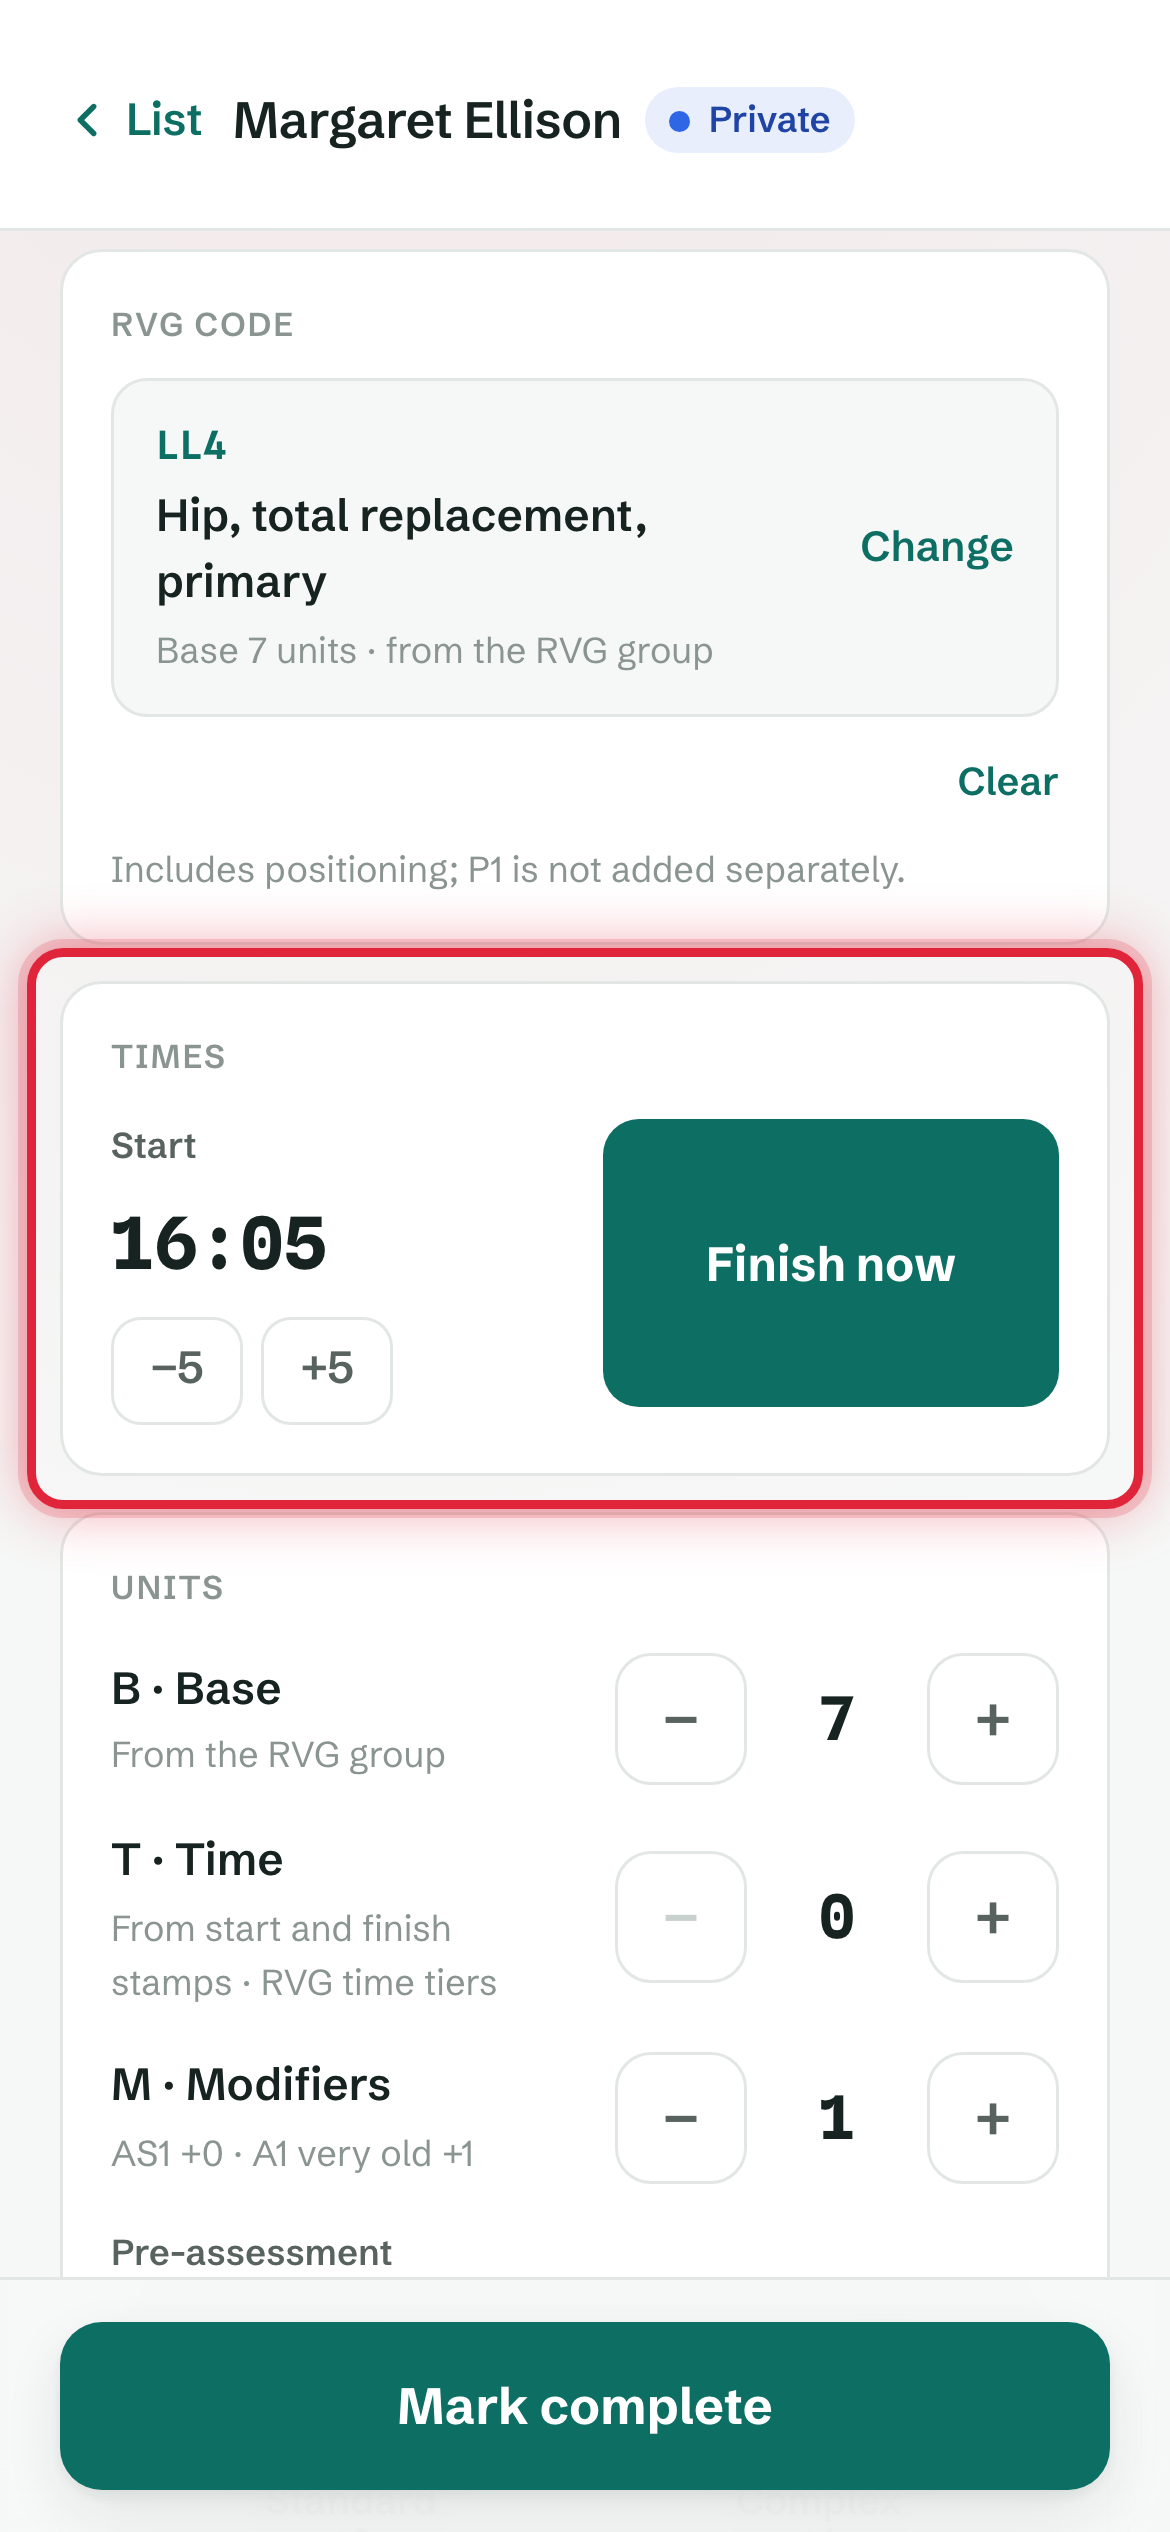 List Margaret Ellison Private
RVG CODE
LL4
Hip, total replacement,
primary
Change
Base 7 units · from the RVG group
Clear
Includes positioning; P1 is not added separately.
TIMES
Start
16:05
−5 +5
Finish now
UNITS
B · Base
From the RVG group
− 7 +
T · Time
From start and finish
stamps · RVG time tiers
− 0 +
M · Modifiers
AS1 +0 · A1 very old +1
− 1 +
Pre-assessment
Mark complete
Standard Complex